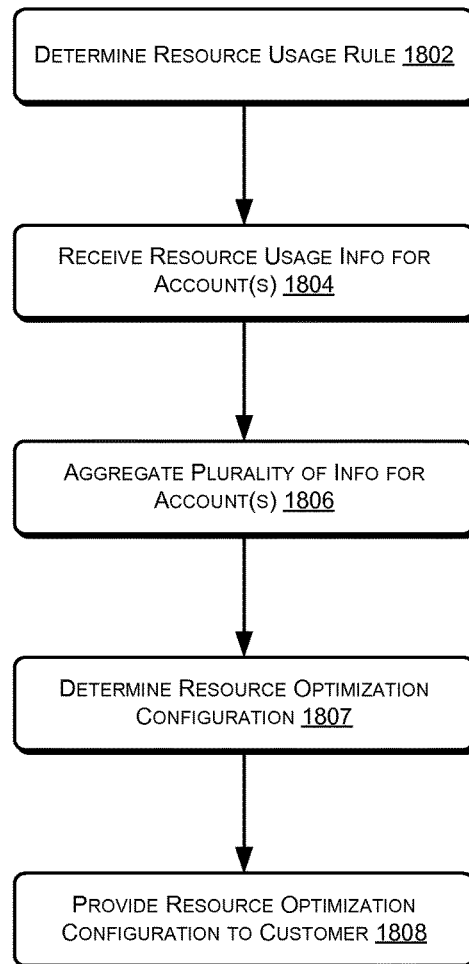 DETERMINE RESOURCE USAGE RULE 1802
RECEIVE RESOURCE USAGE INFO FOR
ACCOUNT(S) 1804
AGGREGATE PLURALITY OF INFO FOR
ACCOUNT(S) 1806
DETERMINE RESOURCE OPTIMIZATION
CONFIGURATION 1807
PROVIDE RESOURCE OPTIMIZATION
CONFIGURATION TO CUSTOMER 1808